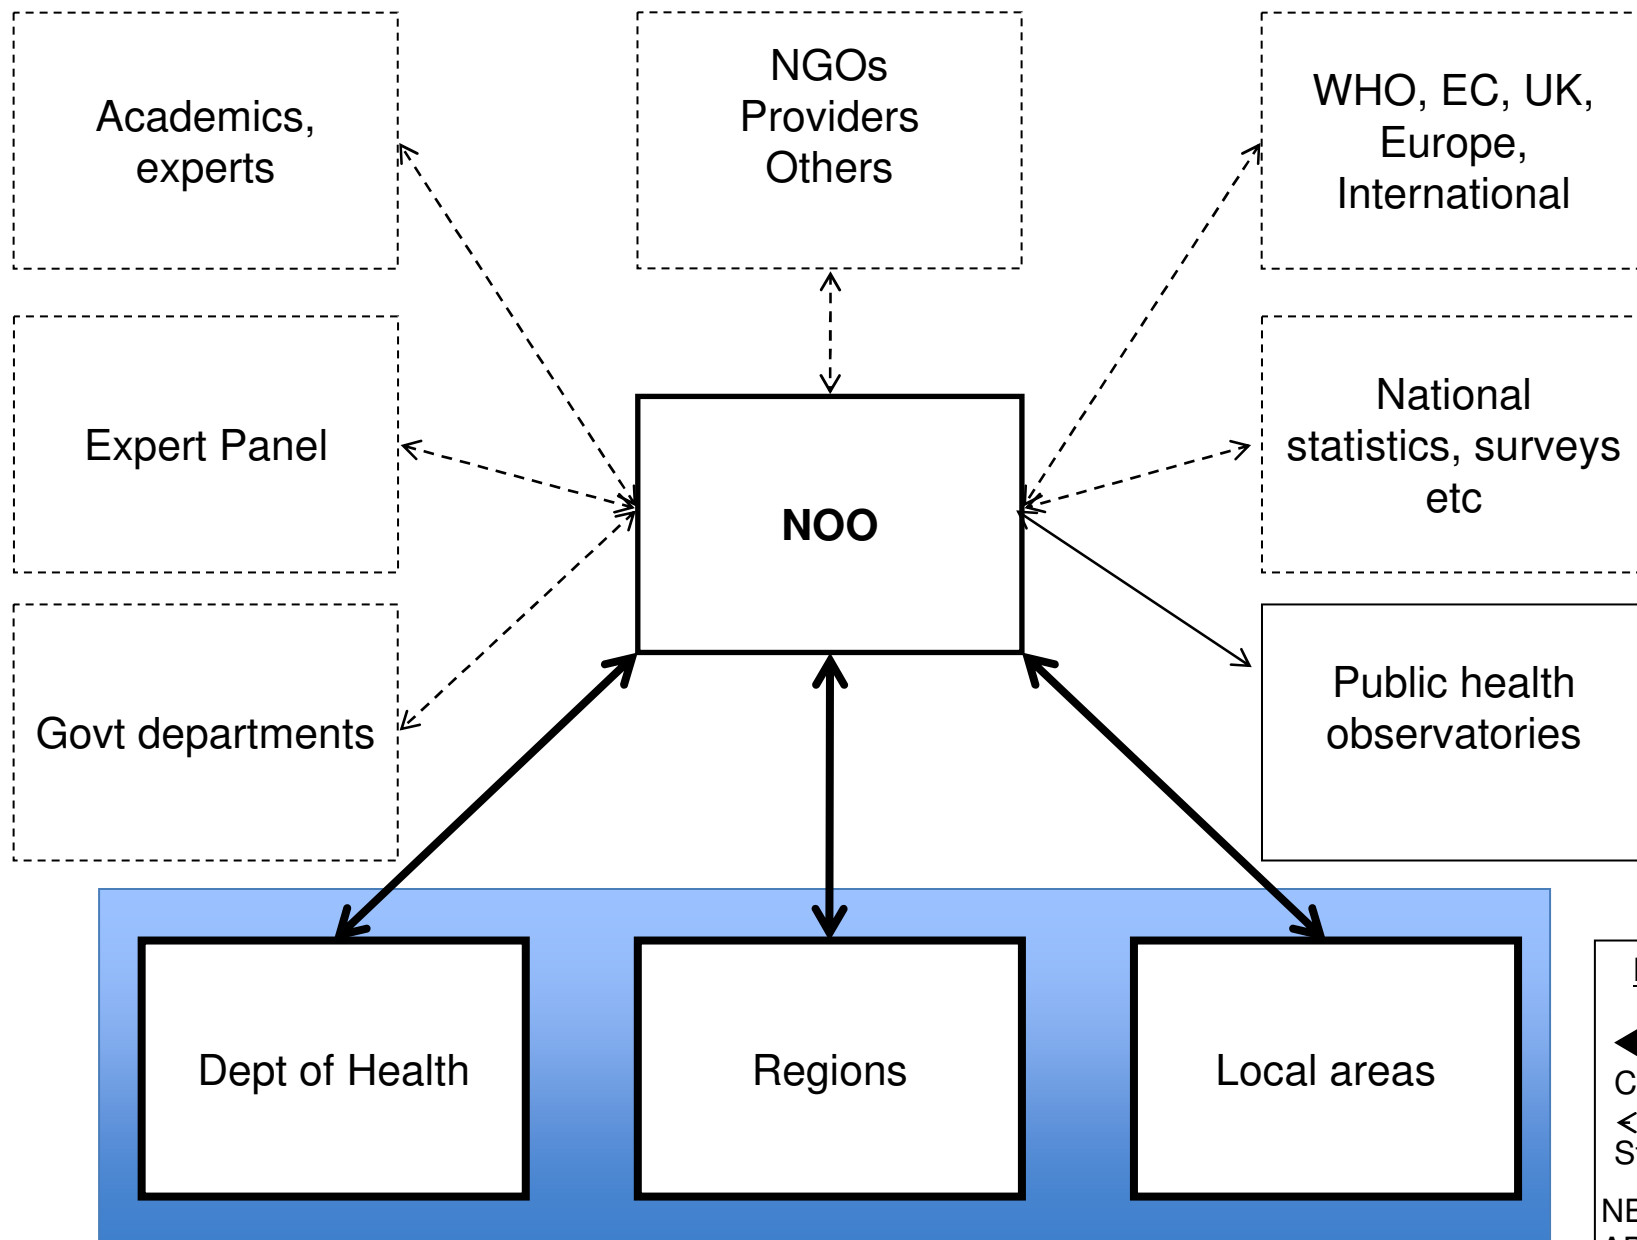 Academics,
experts
NGOs
Providers
Others
WHO, EC, UK,
Europe,
International
Expert Panel
NOO
National
statistics, surveys
etc
Govt departments
Public health
observatories
Dept of Health
Regions
Local areas